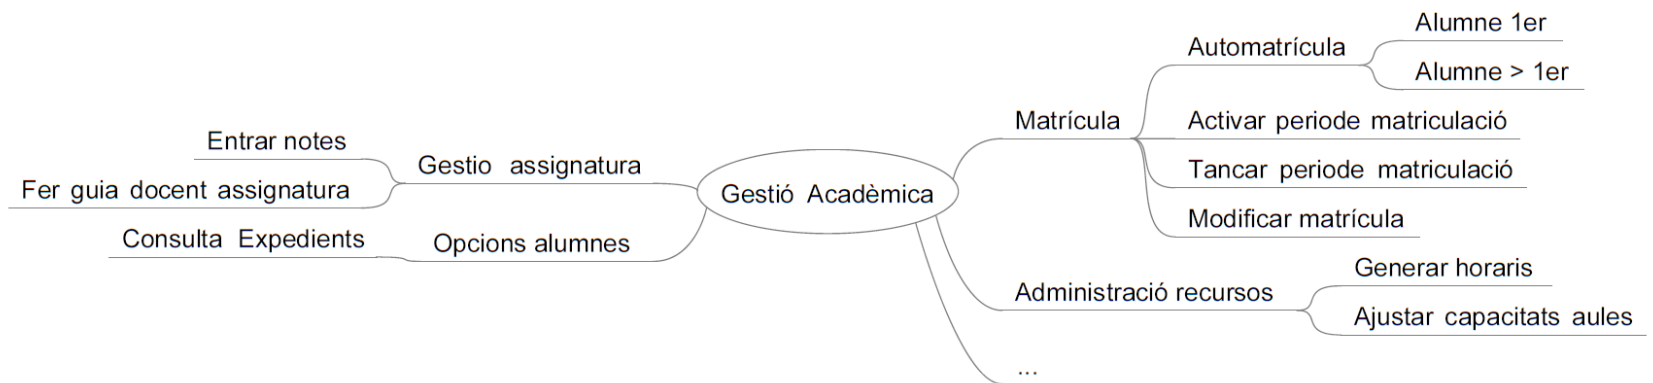 Gestió Acadèmica
Matrícula
Automatrícula
Alumne 1er
Alumne > 1er
Activar periode matriculació
Tancar periode matriculació
Modificar matrícula
Administració recursos
Generar horaris
Ajustar capacitats aules
...
Gestio assignatura
Entrar notes
Fer guia docent assignatura
Opcions alumnes
Consulta Expedients